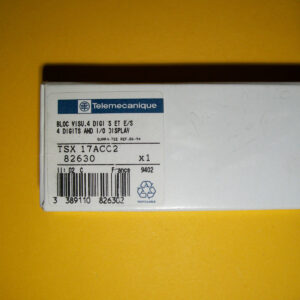 Telemecanique
BLOC VISU.4 DIGITS ET E/S
4 DIGITS AND I/O DISPLAY
TSX 17ACC2
82630 x1
France 9402
3 389110 826302